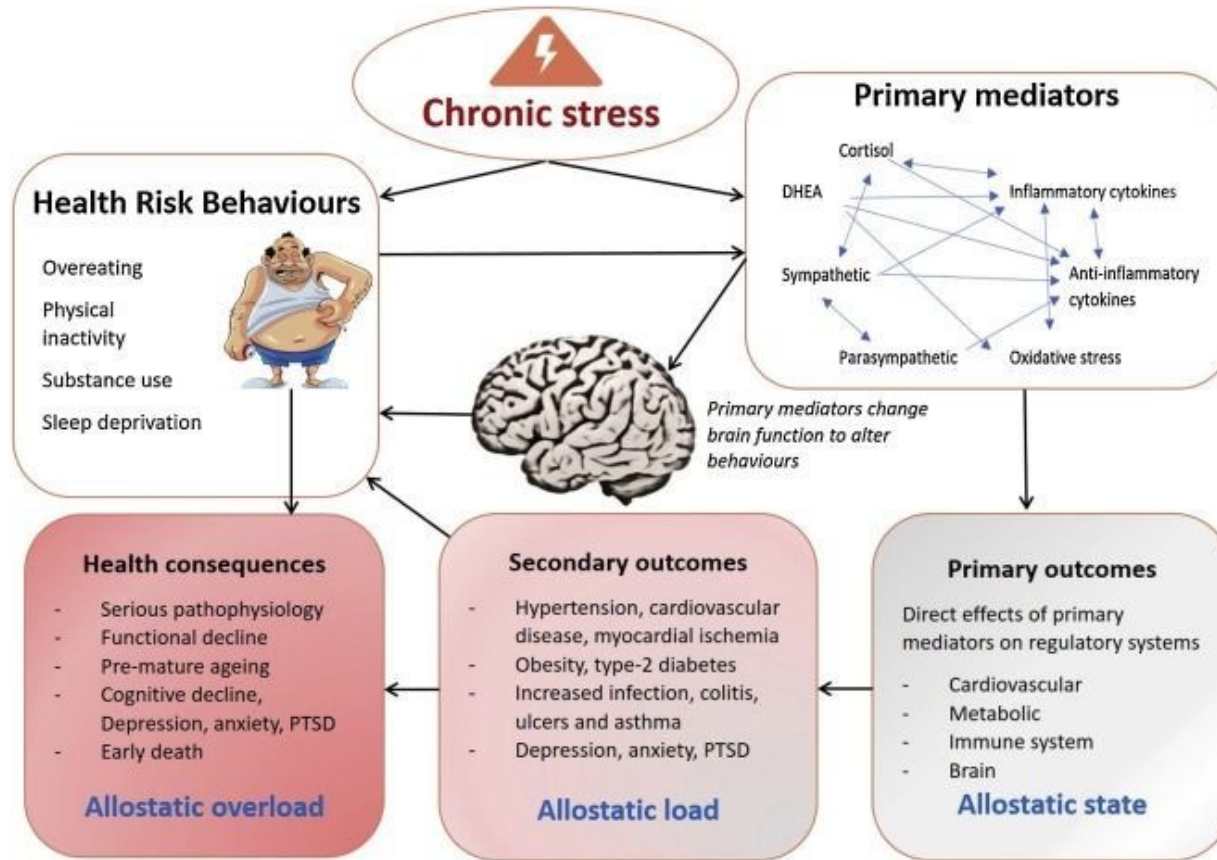 Chronic stress
Primary mediators
Cortisol
DHEA
Inflammatory cytokines
Sympathetic
Anti-inflammatory
cytokines
Parasympathetic
Oxidative stress
Health Risk Behaviours
Overeating
Physical
inactivity
Substance use
Sleep deprivation
Primary mediators change
brain function to alter
behaviours
Health consequences
- Serious pathophysiology
- Functional decline
- Pre-mature ageing
- Cognitive decline,
Depression, anxiety, PTSD
- Early death
Allostatic overload
Secondary outcomes
- Hypertension, cardiovascular
disease, myocardial ischemia
- Obesity, type-2 diabetes
- Increased infection, colitis,
ulcers and asthma
- Depression, anxiety, PTSD
Allostatic load
Primary outcomes
Direct effects of primary
mediators on regulatory systems
- Cardiovascular
- Metabolic
- Immune system
- Brain
Allostatic state